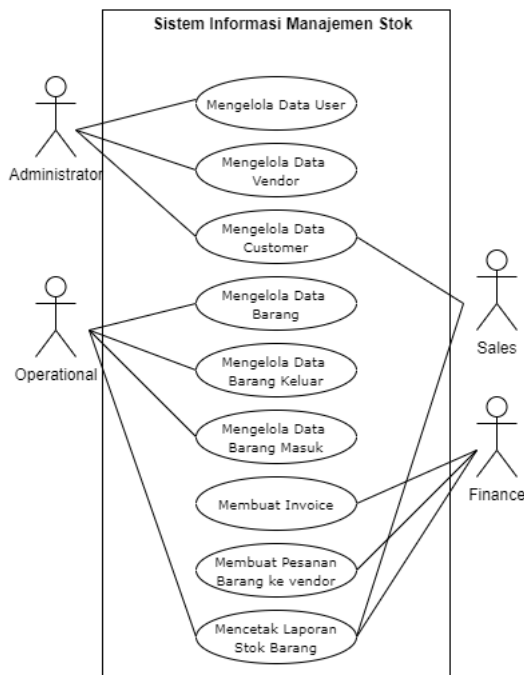 Sistem Informasi Manajemen Stok
Mengelola Data User
Administrator
Mengelola Data
Vendor
Mengelola Data
Customer
Mengelola Data
Barang
Operational
Mengelola Data
Barang Keluar
Sales
Mengelola Data
Barang Masuk
Membuat Invoice
Finance
Membuat Pesanan
Barang ke vendor
Mencetak Laporan
Stok Barang